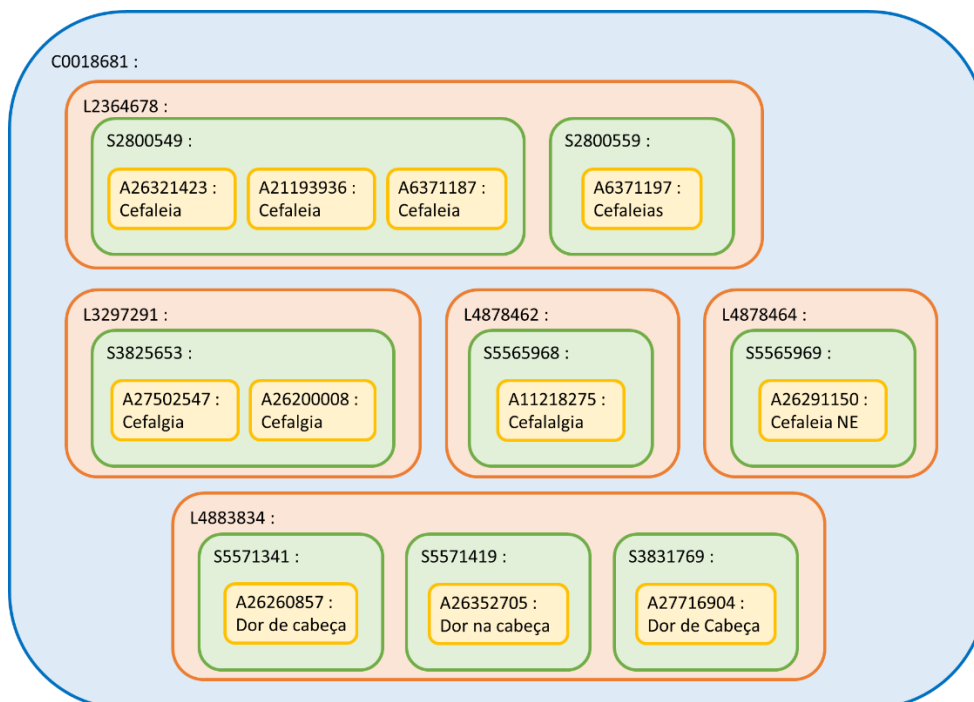 C0018681 :
L2364678 :
S2800549 :
S2800559 :
A26321423 :
Cefaleia
A21193936 :
Cefaleia
A6371187 :
Cefaleia
A6371197 :
Cefaleias
L3297291 :
L4878462 :
L4878464 :
S3825653 :
S5565968 :
S5565969 :
A27502547 :
Cefalgia
A26200008 :
Cefalgia
A11218275 :
Cefalalgia
A26291150 :
Cefaleia NE
L4883834 :
S5571341 :
S5571419 :
S3831769 :
A26260857 :
Dor de cabeça
A26352705 :
Dor na cabeça
A27716904 :
Dor de Cabeça